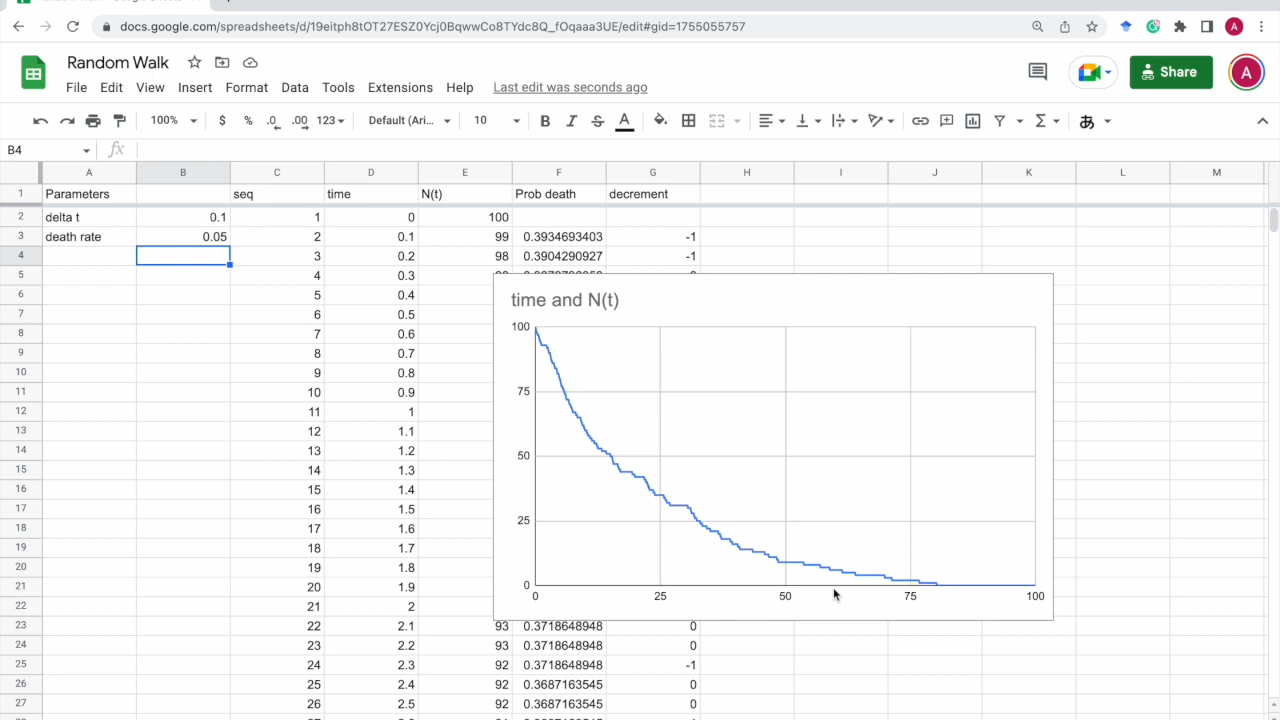 docs.google.com/spreadsheets/d/19eitph8tOT27ESZ0Ycj0BqwwCo8TYdc8Q_fOqaaa3UE/edit#gid=1755055757
A
Random Walk
File Edit View Insert Format Data Tools Extensions Help Last edit was seconds ago
Share
A
100% $ % .0 .00 123 Default (Ari... 10 B I S A あ
B4 fx
A B C D E F G H I J K L M
1 Parameters seq time N(t) Prob death decrement
2 delta t 0.1 1 0 100
3 death rate 0.05 2 0.1 99 0.3934693403 -1
4 3 0.2 98 0.3904290927 -1
5 4 0.3
6 5 0.4
7 6 0.5
8 7 0.6
9 8 0.7
10 9 0.8
11 10 0.9
12 11 1
13 12 1.1
14 13 1.2
15 14 1.3
16 15 1.4
17 16 1.5
18 17 1.6
19 18 1.7
20 19 1.8
21 20 1.9
22 21 2
time and N(t)
100
75
50
25
0
0 25 50 75 100
23 22 2.1 93 0.3718648948 0
24 23 2.2 93 0.3718648948 0
25 24 2.3 92 0.3718648948 -1
26 25 2.4 92 0.3687163545 0
27 26 2.5 92 0.3687163545 0